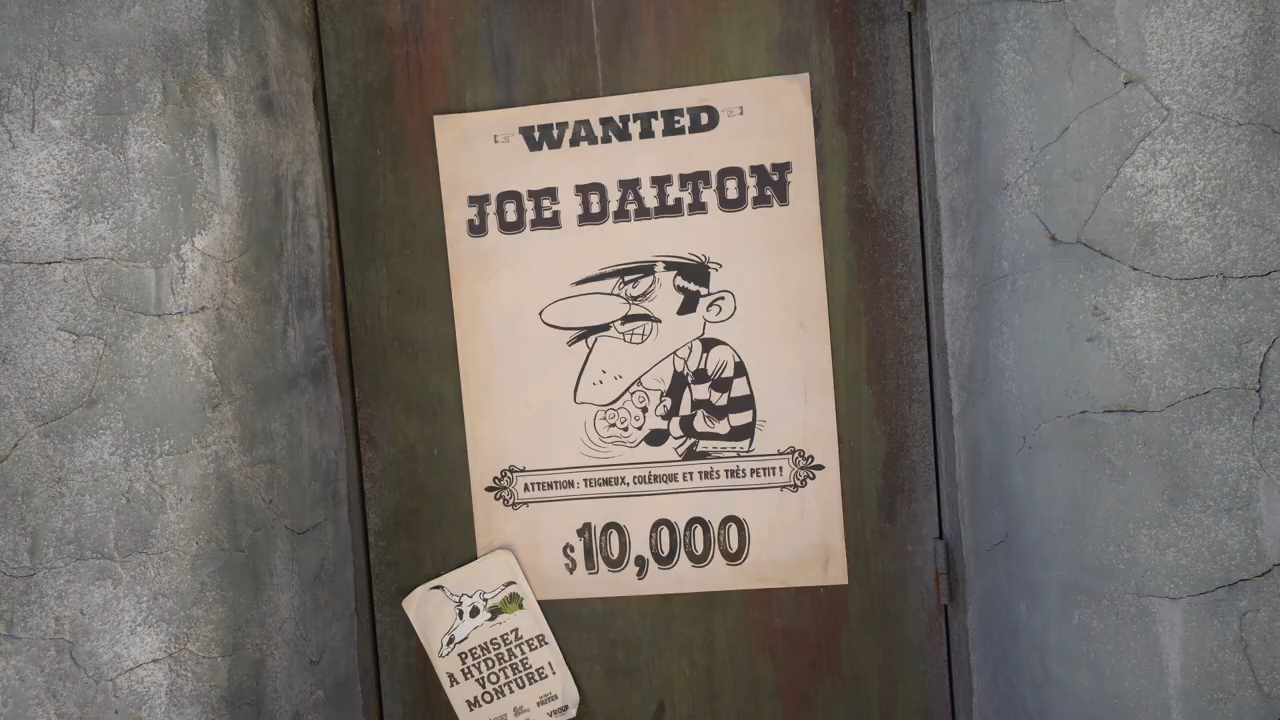 WANTED
JOE DALTON
ATTENTION : TEIGNEUX, COLÉRIQUE ET TRÈS TRÈS PETIT !
$10,000
PENSEZ
À HYDRATER
VOTRE
MONTURE !